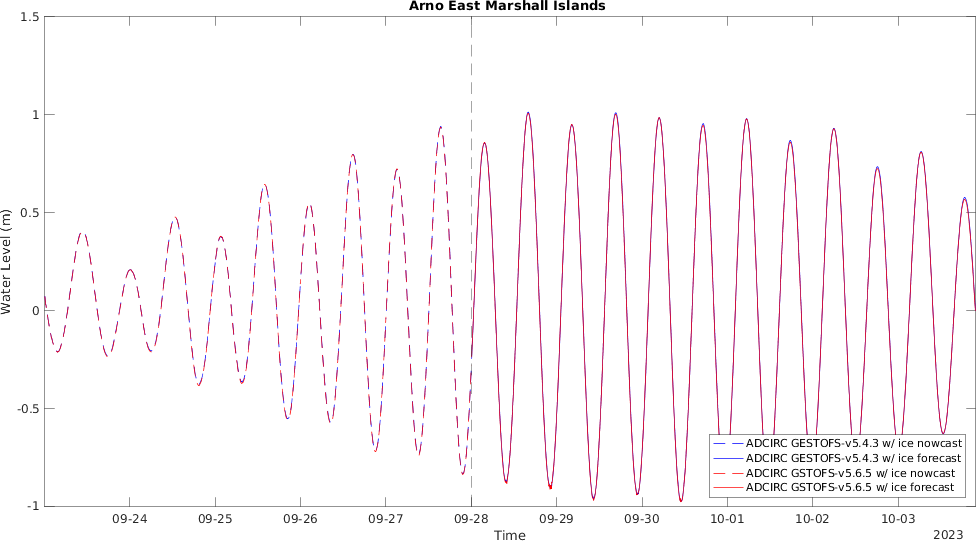 Arno East Marshall Islands
1.5
1
0.5
0
-0.5
-1
Water Level (m)
ADCIRC GESTOFS-v5.4.3 w/ ice nowcast
ADCIRC GESTOFS-v5.4.3 w/ ice forecast
ADCIRC GSTOFS-v5.6.5 w/ ice nowcast
ADCIRC GSTOFS-v5.6.5 w/ ice forecast
09-24 09-25 09-26 09-27 09-28 09-29 09-30 10-01 10-02 10-03
Time
2023